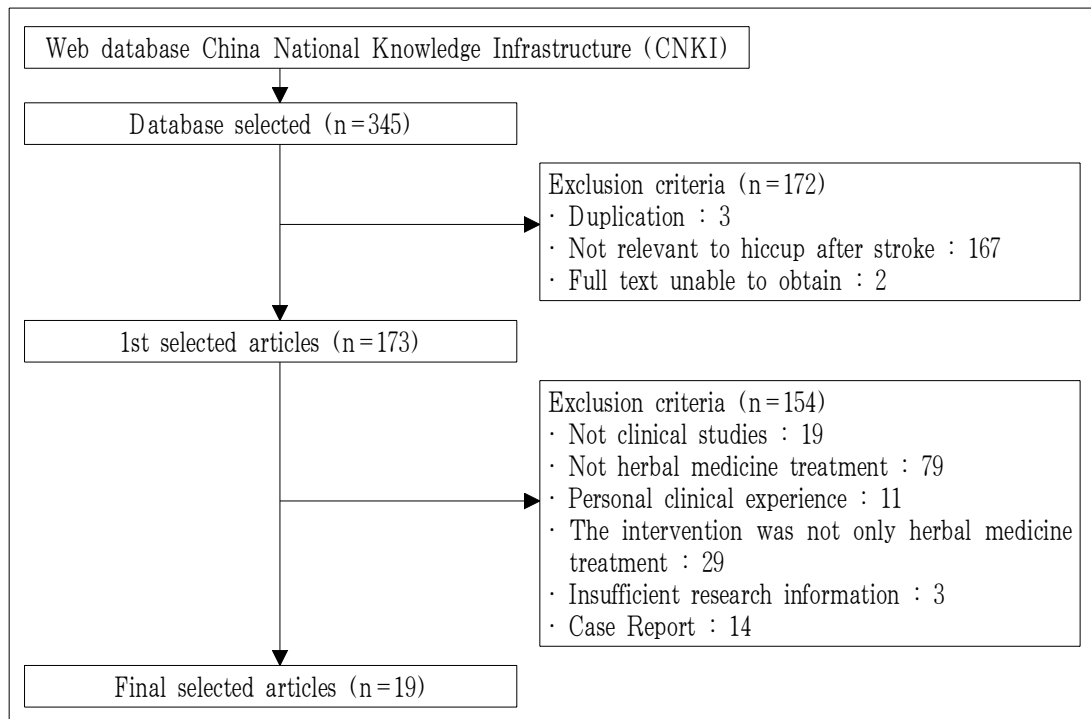 Web database China National Knowledge Infrastructure (CNKI)
Database selected (n=345)
Exclusion criteria (n=172)
· Duplication : 3
· Not relevant to hiccup after stroke : 167
· Full text unable to obtain : 2
1st selected articles (n=173)
Exclusion criteria (n=154)
· Not clinical studies : 19
· Not herbal medicine treatment : 79
· Personal clinical experience : 11
· The intervention was not only herbal medicine
treatment : 29
· Insufficient research information : 3
· Case Report : 14
Final selected articles (n=19)